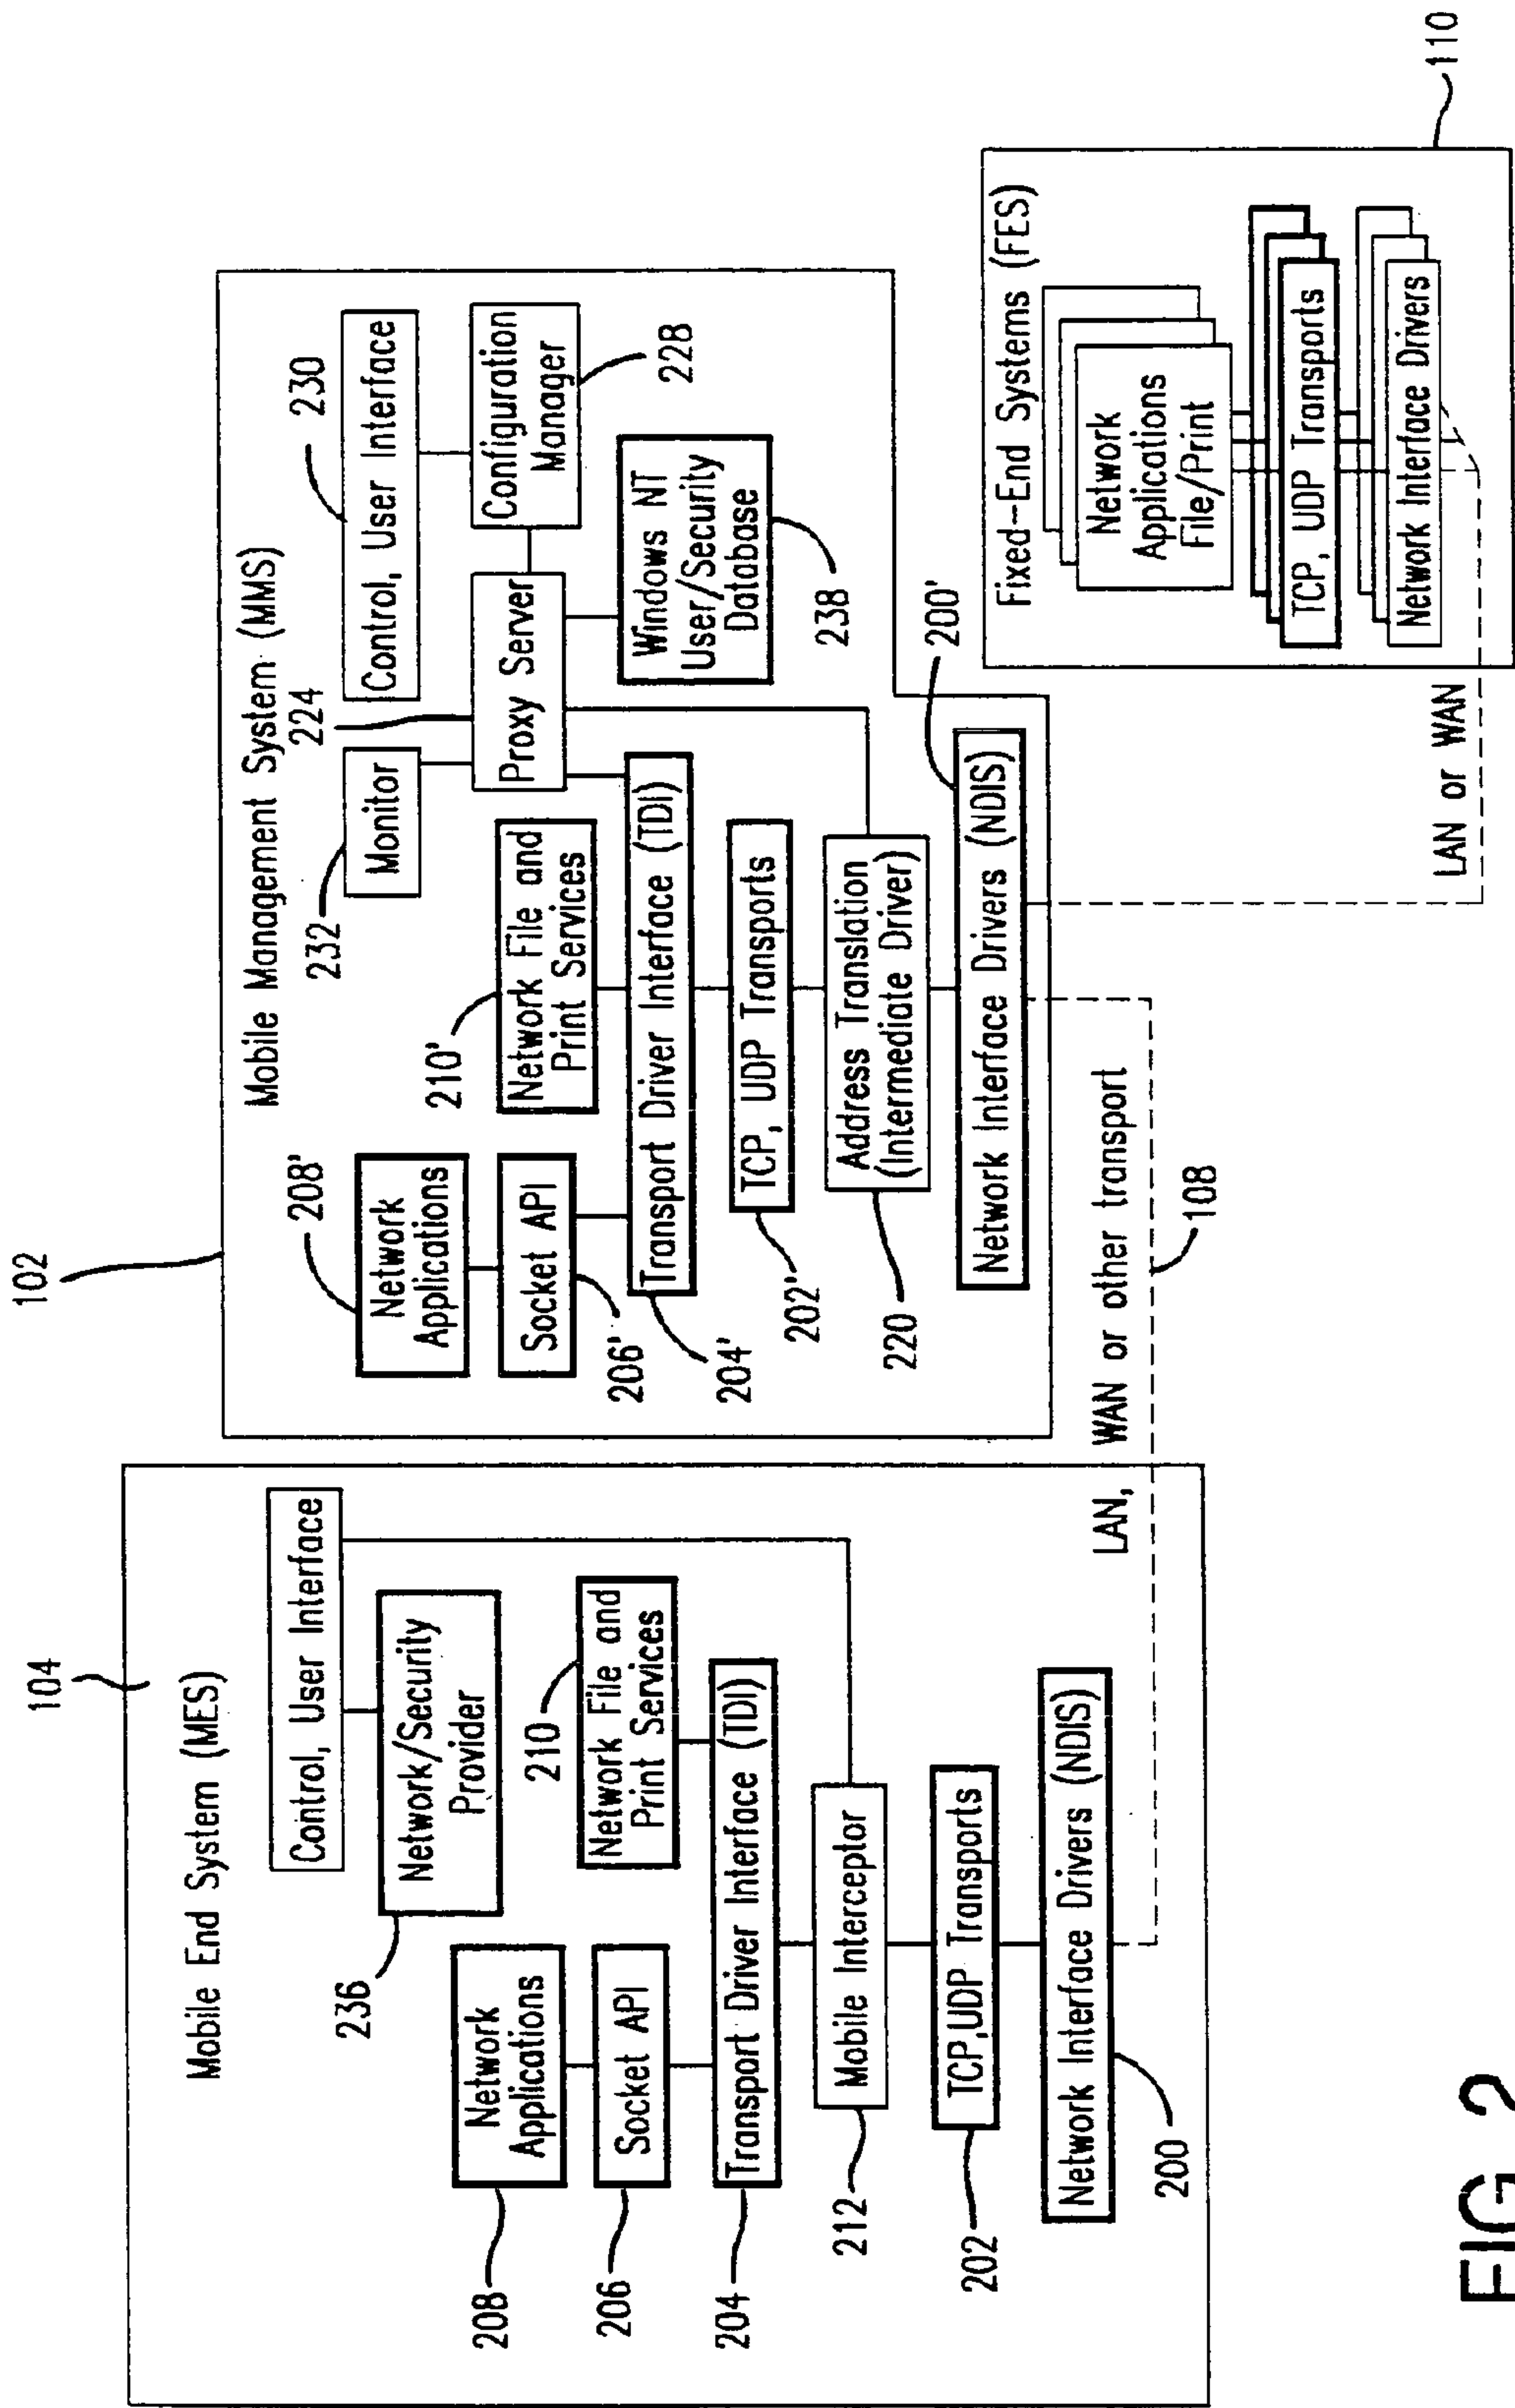 104
Mobile End System (MES)
Control, User Interface
Network/Security
Provider
236
Network
Applications
208
210
Network File and
Print Services
Socket API
206
Transport Driver Interface (TDI)
204
Mobile Interceptor
212
TCP,UDP Transports
202
Network Interface Drivers (NDIS)
200
LAN,
WAN or other transport
108
102
Mobile Management System (MMS)
208'
Network
Applications
Socket API
206'
210'
Network File and
Print Services
232
Monitor
224
230
Control, User Interface
Proxy Server
Configuration
Manager
228
Windows NT
User/Security
Database
238
Transport Driver Interface (TDI)
204'
TCP, UDP Transports
202'
Address Translation
(Intermediate Driver)
220
Network Interface Drivers (NDIS)
200'
LAN or WAN
Fixed-End Systems (FES)
Network
Applications
File/Print
TCP, UDP Transports
Network Interface Drivers
110
FIG. 2